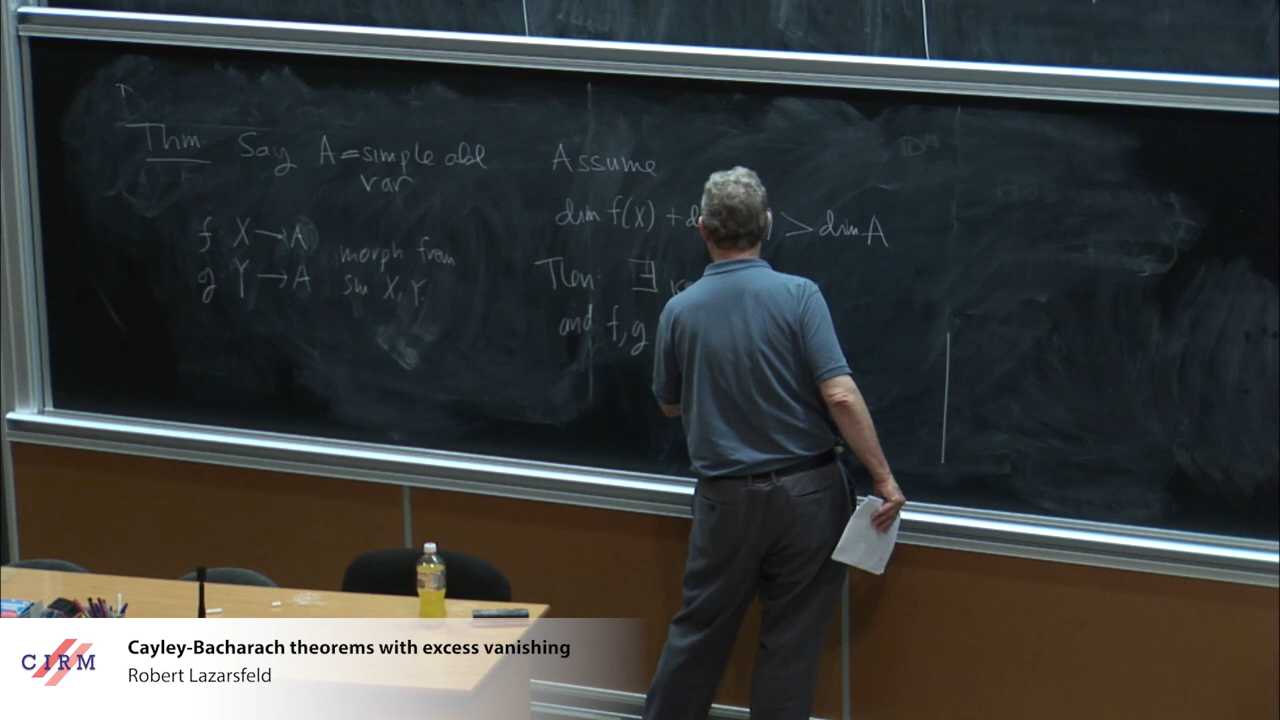 Thm. Say A = simple abl
var
f X → A
g Y → A
morph from
sm X, Y.
Assume
dim f(X) + d > dim A
Then: ∃
and f, g
CIRM
Cayley-Bacharach theorems with excess vanishing
Robert Lazarsfeld